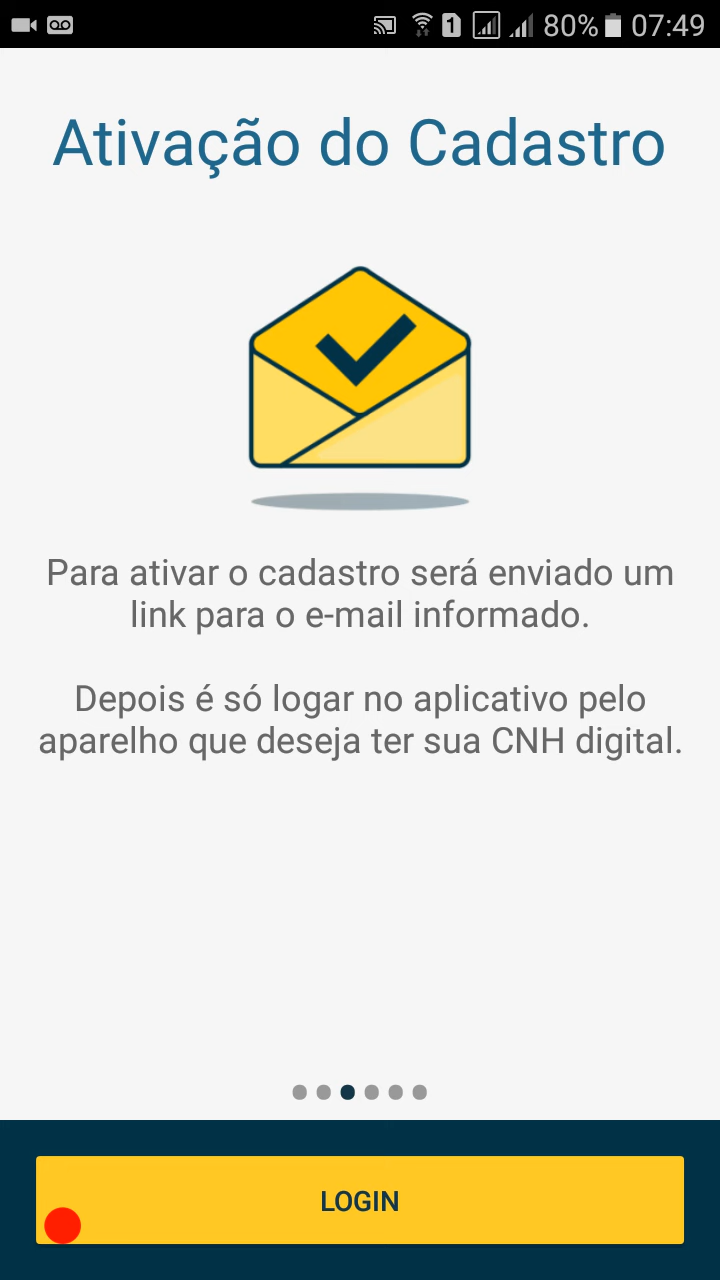 1 80% 07:49
Ativação do Cadastro
Para ativar o cadastro será enviado um
link para o e-mail informado.
Depois é só logar no aplicativo pelo
aparelho que deseja ter sua CNH digital.
LOGIN